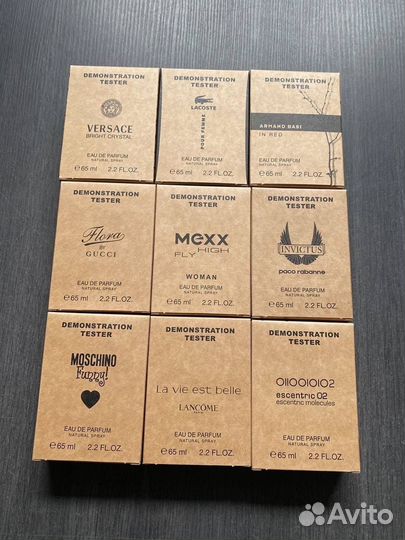 DEMONSTRATION
TESTER
VERSACE
BRIGHT CRYSTAL
EAU DE PARFUM
NATURAL SPRAY
℮65 ml 2.2 FL.OZ.
DEMONSTRATION
TESTER
LACOSTE
POUR FEMME
EAU DE PARFUM
NATURAL SPRAY
℮65 ml 2.2 FL.OZ.
DEMONSTRATION
TESTER
ARMAND BASI
IN RED
EAU DE PARFUM
NATURAL SPRAY
℮65 ml 2.2 FL.OZ.
DEMONSTRATION
TESTER
Flora
BY
GUCCI
EAU DE PARFUM
NATURAL SPRAY
℮65 ml 2.2 FL.OZ.
DEMONSTRATION
TESTER
MEXX
FLY HIGH
WOMAN
EAU DE PARFUM
NATURAL SPRAY
℮65 ml 2.2 FL.OZ.
DEMONSTRATION
TESTER
INVICTUS
paco rabanne
EAU DE PARFUM
NATURAL SPRAY
℮65 ml 2.2 FL.OZ.
DEMONSTRATION
TESTER
MOSCHINO
Funny!
EAU DE PARFUM
NATURAL SPRAY
℮65 ml 2.2 FL.OZ.
DEMONSTRATION
TESTER
La vie est belle
LANCÔME
EAU DE PARFUM
NATURAL SPRAY
℮65 ml 2.2 FL.OZ.
DEMONSTRATION
TESTER
0110010102
escentric 02
escentric molecules
EAU DE PARFUM
NATURAL SPRAY
℮65 ml 2.2 FL.OZ.
Avito